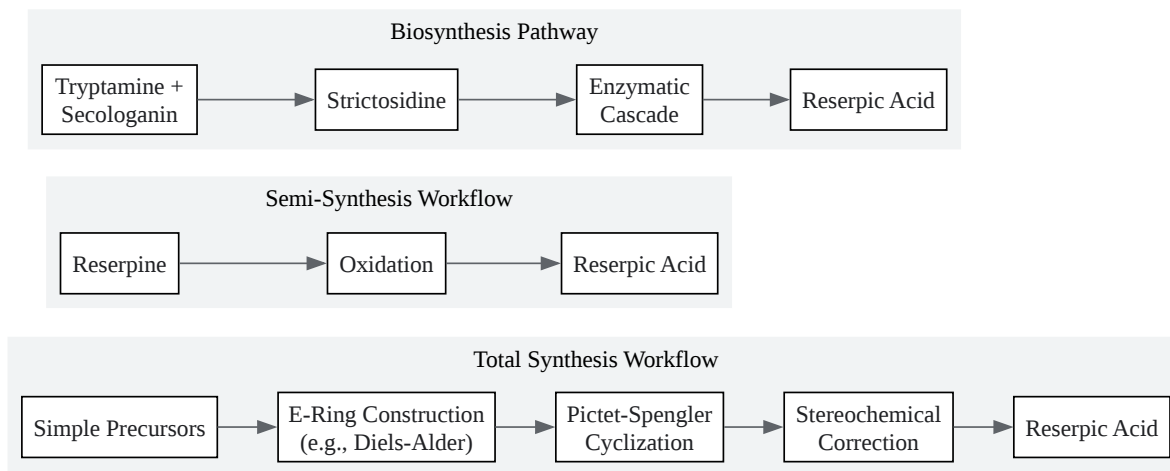 Biosynthesis Pathway
Tryptamine +
Secologanin
Strictosidine
Enzymatic
Cascade
Reserpic Acid
Semi-Synthesis Workflow
Reserpine
Oxidation
Reserpic Acid
Total Synthesis Workflow
Simple Precursors
E-Ring Construction
(e.g., Diels-Alder)
Pictet-Spengler
Cyclization
Stereochemical
Correction
Reserpic Acid